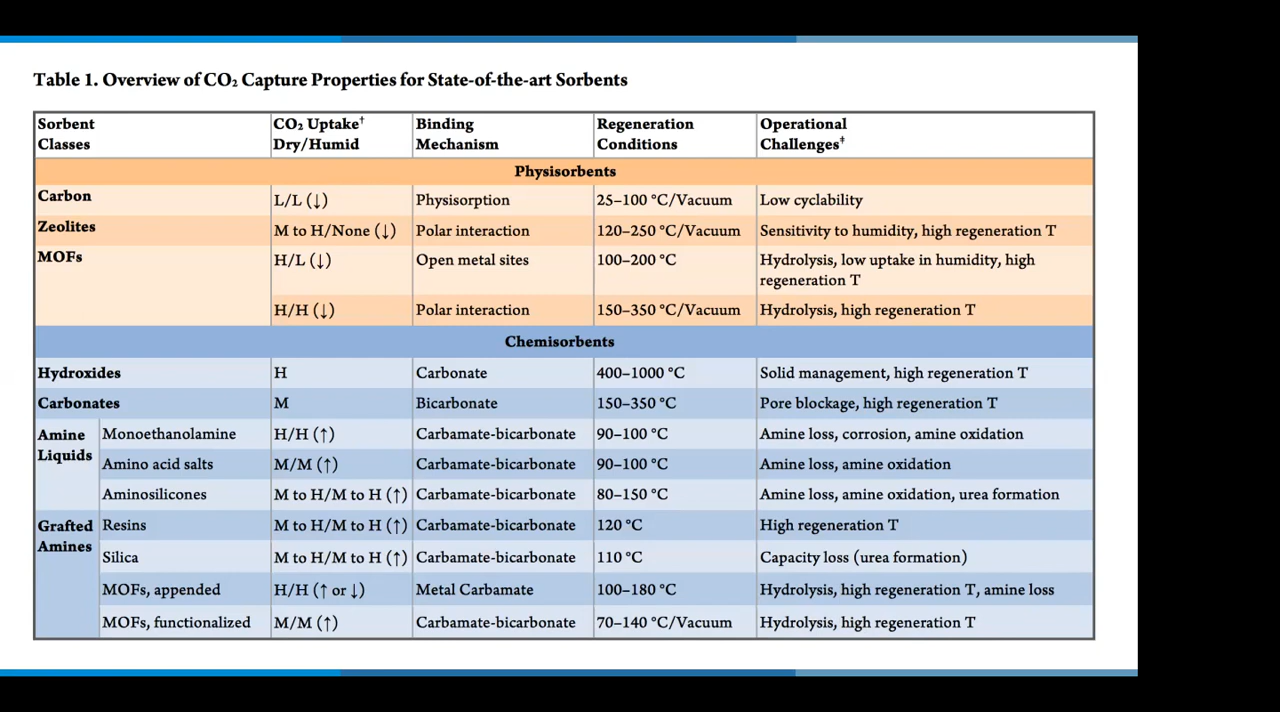 Table 1. Overview of CO₂ Capture Properties for State-of-the-art Sorbents
Sorbent Classes CO₂ Uptake† Dry/Humid Binding Mechanism Regeneration Conditions Operational Challenges‡
Physisorbents
Carbon L/L (↓) Physisorption 25–100 °C/Vacuum Low cyclability
Zeolites M to H/None (↓) Polar interaction 120–250 °C/Vacuum Sensitivity to humidity, high regeneration T
MOFs H/L (↓) Open metal sites 100–200 °C Hydrolysis, low uptake in humidity, high regeneration T
H/H (↓) Polar interaction 150–350 °C/Vacuum Hydrolysis, high regeneration T
Chemisorbents
Hydroxides H Carbonate 400–1000 °C Solid management, high regeneration T
Carbonates M Bicarbonate 150–350 °C Pore blockage, high regeneration T
Amine Liquids Monoethanolamine H/H (↑) Carbamate-bicarbonate 90–100 °C Amine loss, corrosion, amine oxidation
Amino acid salts M/M (↑) Carbamate-bicarbonate 90–100 °C Amine loss, amine oxidation
Aminosilicones M to H/M to H (↑) Carbamate-bicarbonate 80–150 °C Amine loss, amine oxidation, urea formation
Grafted Amines Resins M to H/M to H (↑) Carbamate-bicarbonate 120 °C High regeneration T
Silica M to H/M to H (↑) Carbamate-bicarbonate 110 °C Capacity loss (urea formation)
MOFs, appended H/H (↑ or ↓) Metal Carbamate 100–180 °C Hydrolysis, high regeneration T, amine loss
MOFs, functionalized M/M (↑) Carbamate-bicarbonate 70–140 °C/Vacuum Hydrolysis, high regeneration T